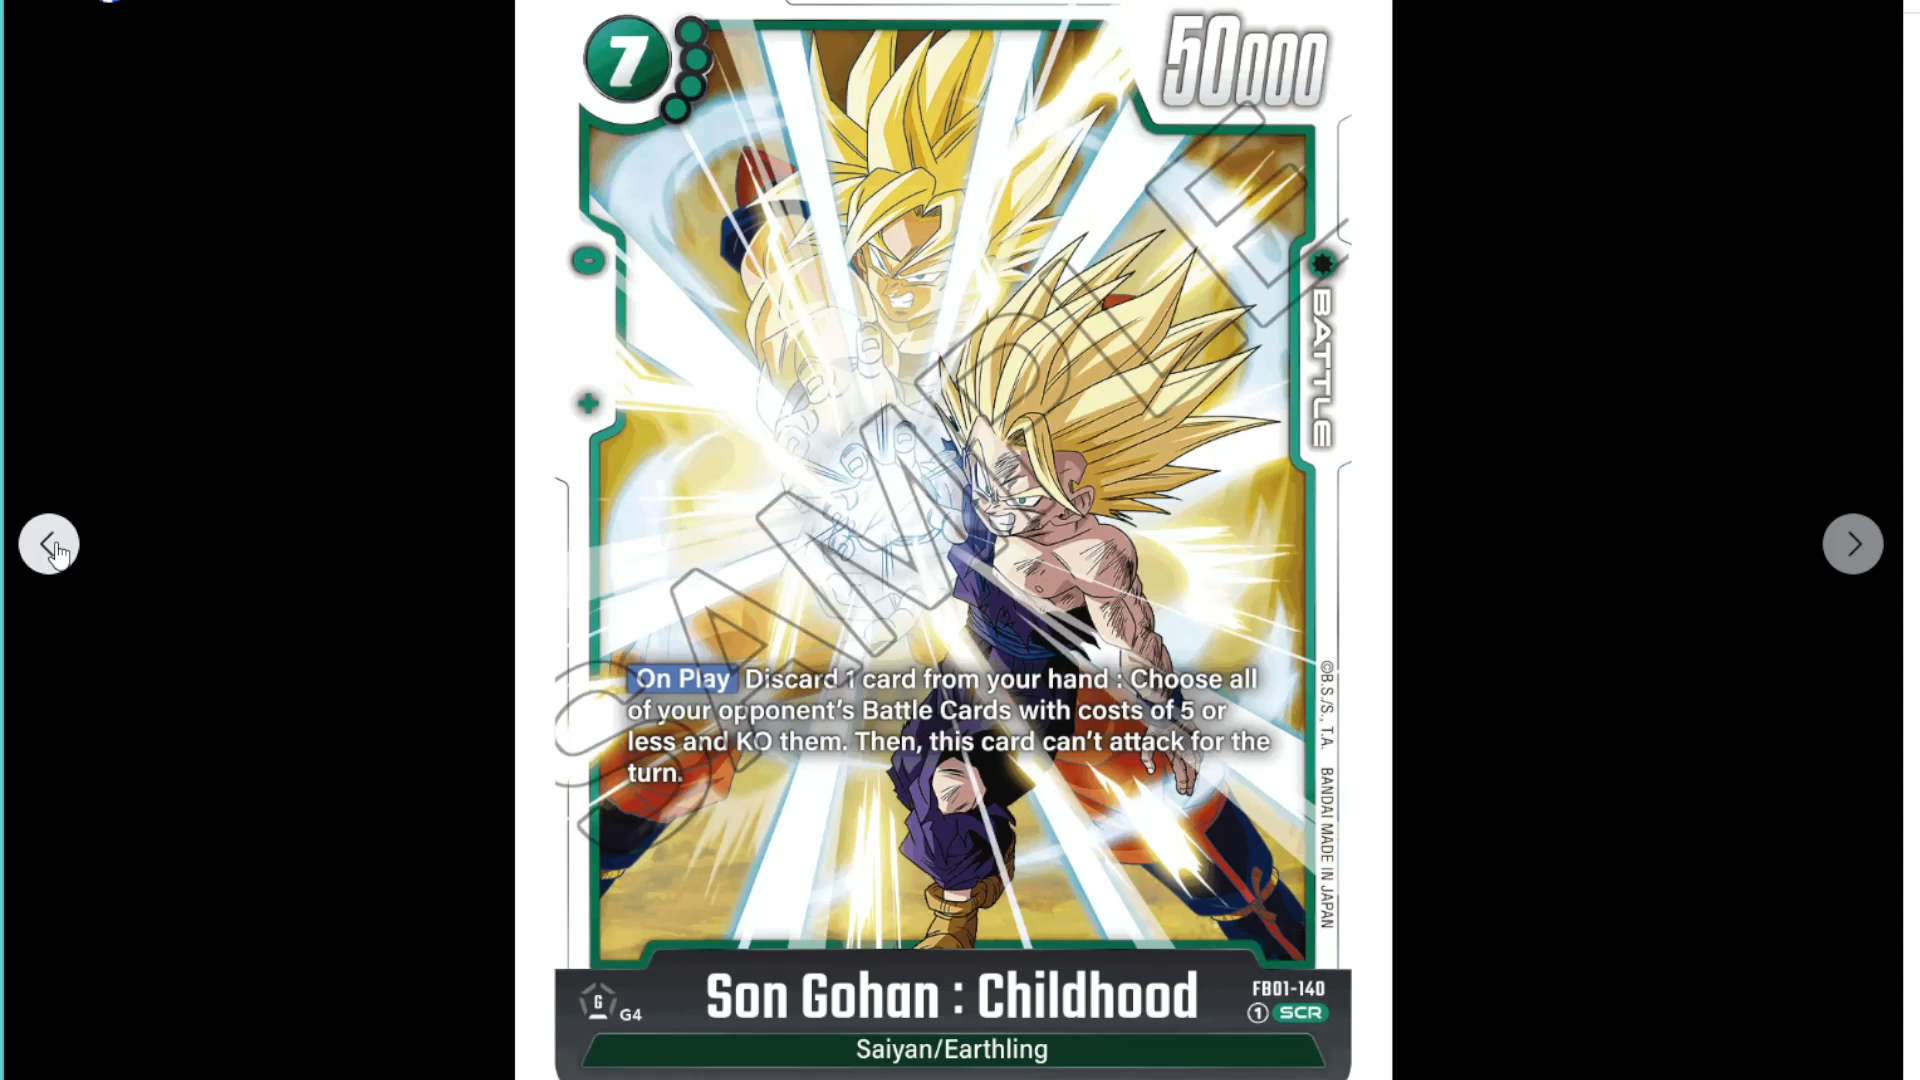 7
50000
0
+
BATTLE
SAMPLE
On Play Discard 1 card from your hand : Choose all
of your opponent's Battle Cards with costs of 5 or
less and KO them. Then, this card can't attack for the
turn.
©B.S./S., T.A. BANDAI MADE IN JAPAN
Son Gohan : Childhood
FB01-140
G G4
1 SCR
Saiyan/Earthling